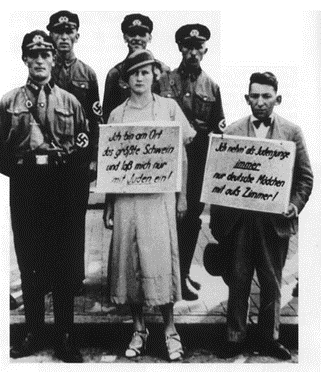 Ich bin am Ort
das größte Schwein
und laß mich nur
mit Juden ein!
Ich nehm' als Judenjunge
immer
nur deutsche Mädchen
mit aufs Zimmer!